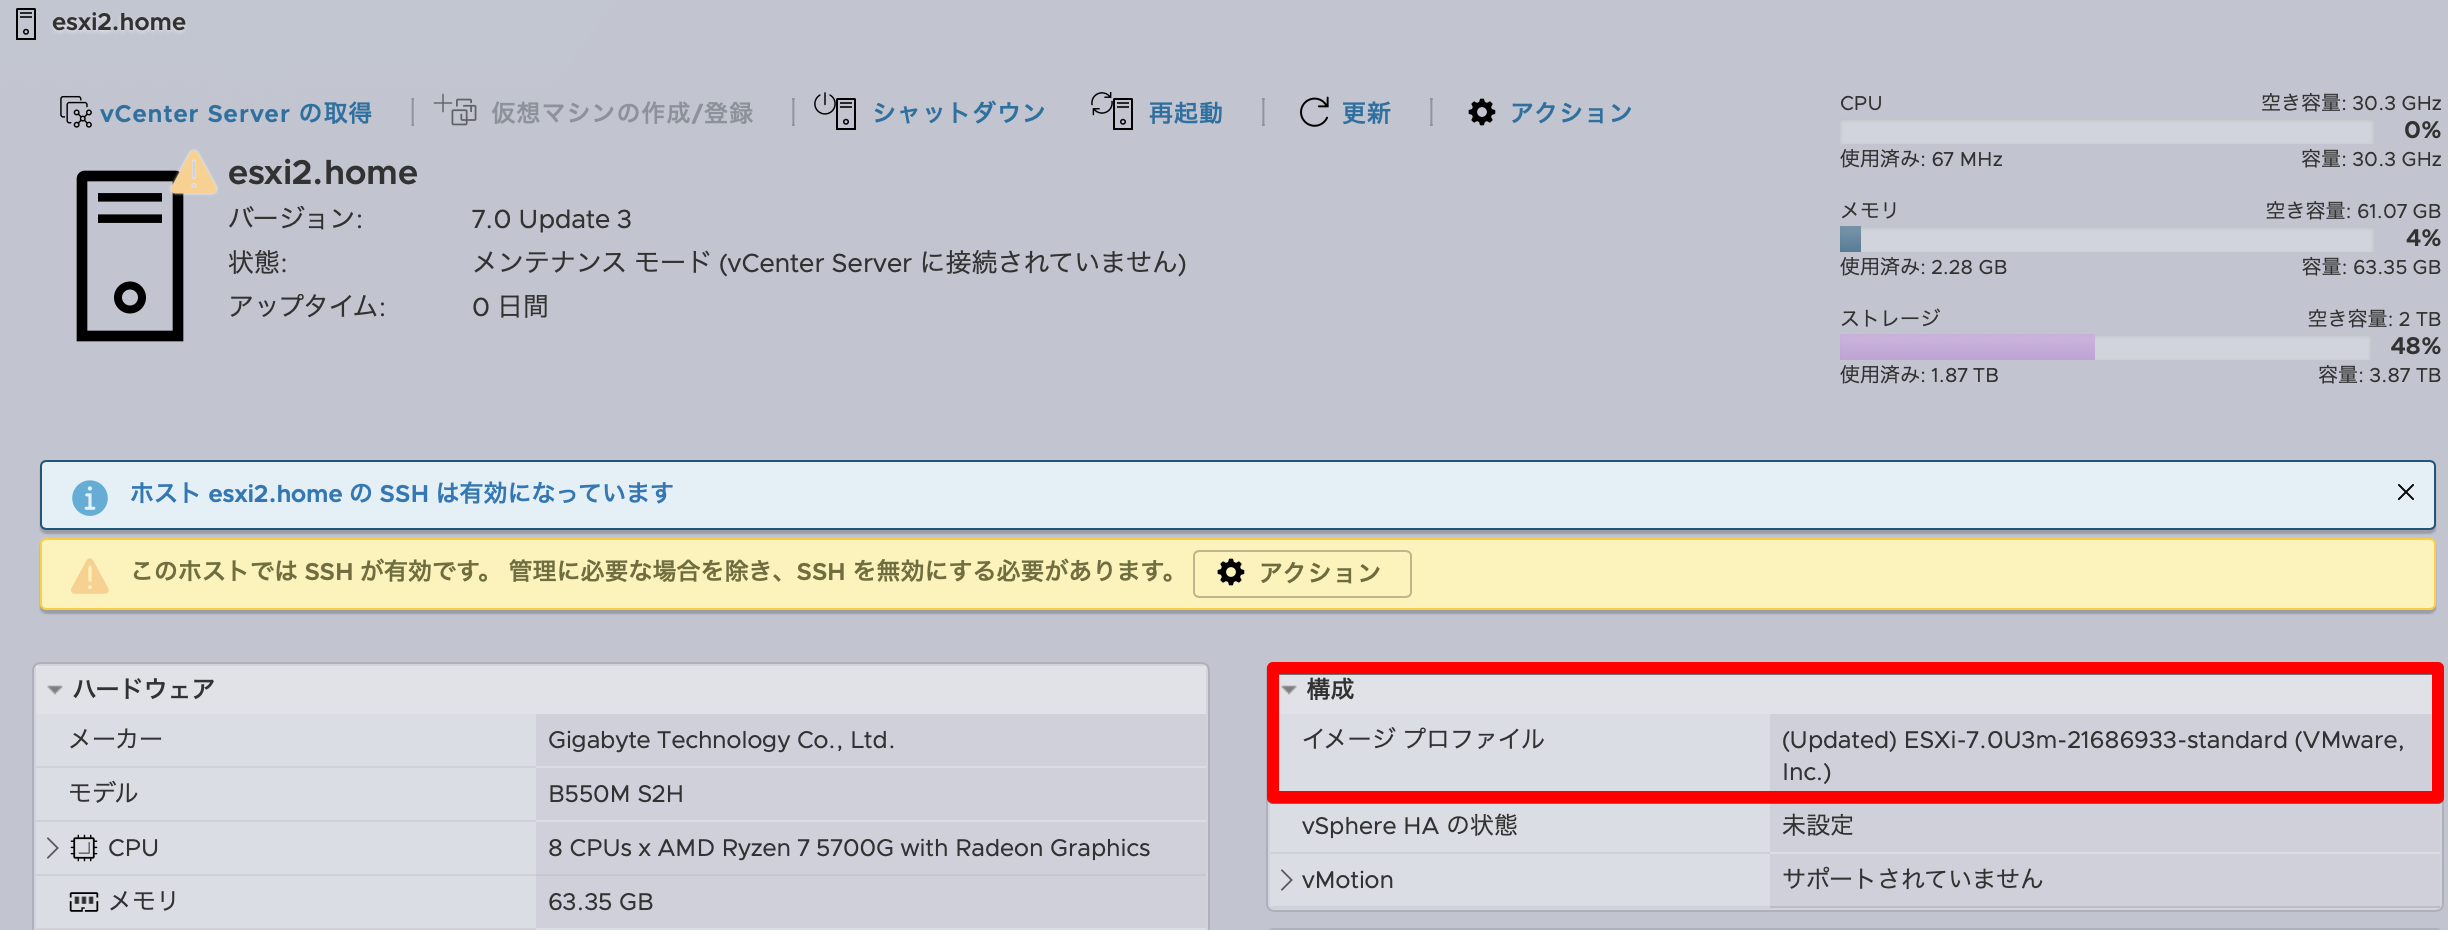 esxi2.home
vCenter Server の取得
仮想マシンの作成/登録
シャットダウン
再起動
更新
アクション
esxi2.home
バージョン: 7.0 Update 3
状態: メンテナンス モード (vCenter Server に接続されていません)
アップタイム: 0 日間
CPU 空き容量: 30.3 GHz
0%
使用済み: 67 MHz 容量: 30.3 GHz
メモリ 空き容量: 61.07 GB
4%
使用済み: 2.28 GB 容量: 63.35 GB
ストレージ 空き容量: 2 TB
48%
使用済み: 1.87 TB 容量: 3.87 TB
ホスト esxi2.home の SSH は有効になっています
このホストでは SSH が有効です。 管理に必要な場合を除き、SSH を無効にする必要があります。 アクション
ハードウェア
メーカー Gigabyte Technology Co., Ltd.
モデル B550M S2H
CPU 8 CPUs x AMD Ryzen 7 5700G with Radeon Graphics
メモリ 63.35 GB
構成
イメージ プロファイル (Updated) ESXi-7.0U3m-21686933-standard (VMware,
Inc.)
vSphere HA の状態 未設定
vMotion サポートされていません